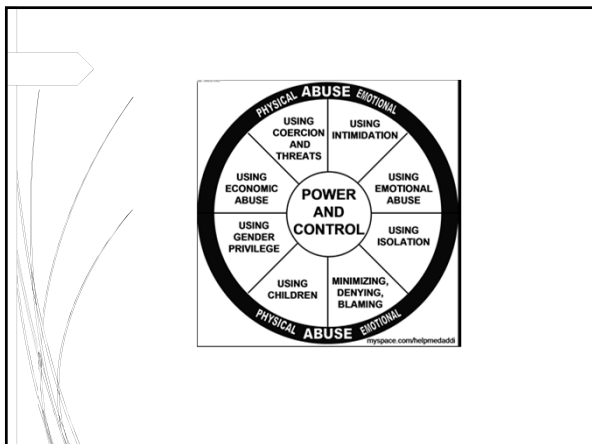 PHYSICAL ABUSE EMOTIONAL
USING
COERCION
AND
THREATS
USING
INTIMIDATION
USING
EMOTIONAL
ABUSE
USING
ISOLATION
MINIMIZING,
DENYING,
BLAMING
USING
CHILDREN
USING
GENDER
PRIVILEGE
USING
ECONOMIC
ABUSE
POWER
AND
CONTROL
PHYSICAL ABUSE EMOTIONAL
myspace.com/helpmedaddi